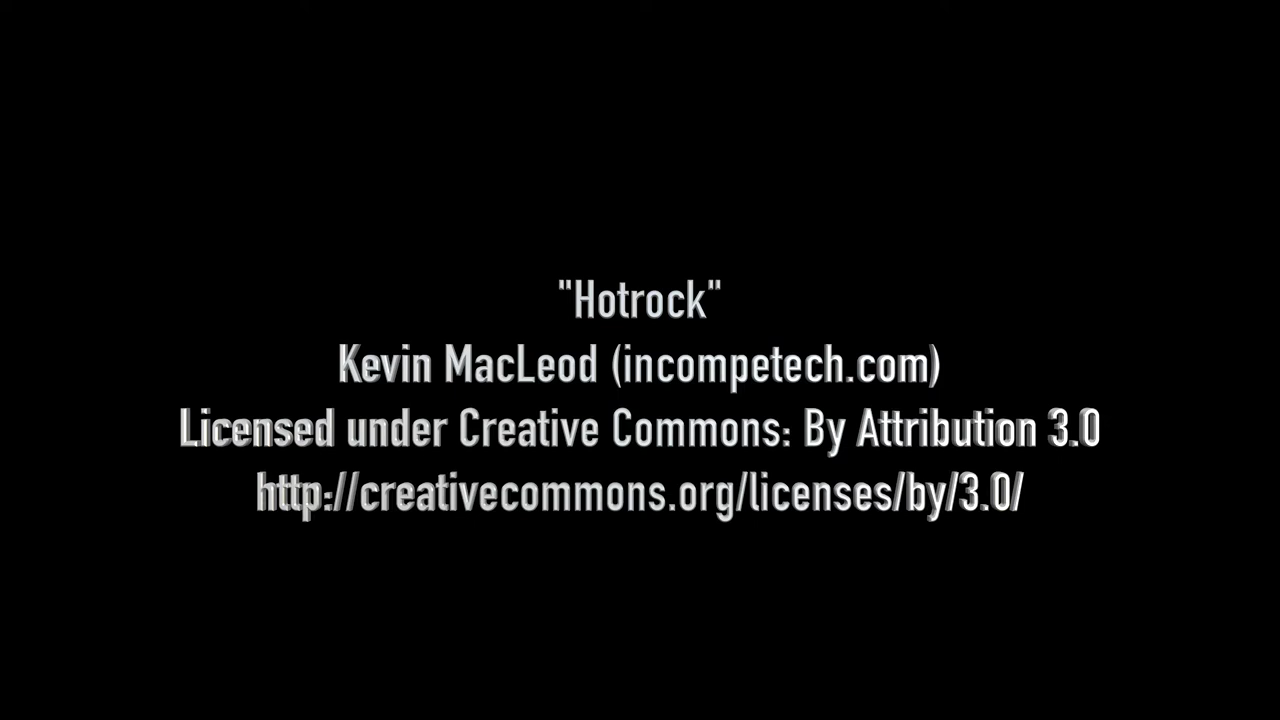 "Hotrock"
Kevin MacLeod (incompetech.com)
Licensed under Creative Commons: By Attribution 3.0
http://creativecommons.org/licenses/by/3.0/